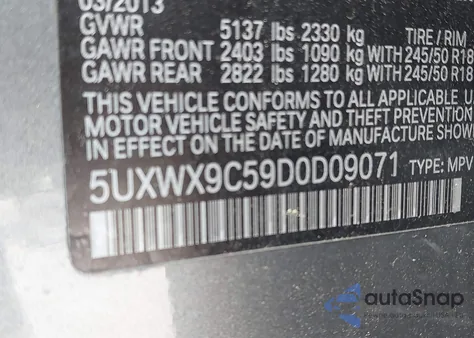 03/2013
GVWR 5137 lbs 2330 kg TIRE / RIM
GAWR FRONT 2403 lbs 1090 kg WITH 245/50 R18
GAWR REAR 2822 lbs 1280 kg WITH 245/50 R18
THIS VEHICLE CONFORMS TO ALL APPLICABLE U
MOTOR VEHICLE SAFETY AND THEFT PREVENTION
IN EFFECT ON THE DATE OF MANUFACTURE
5UXWX9C59D0D09071 TYPE: MPV
autaSnap